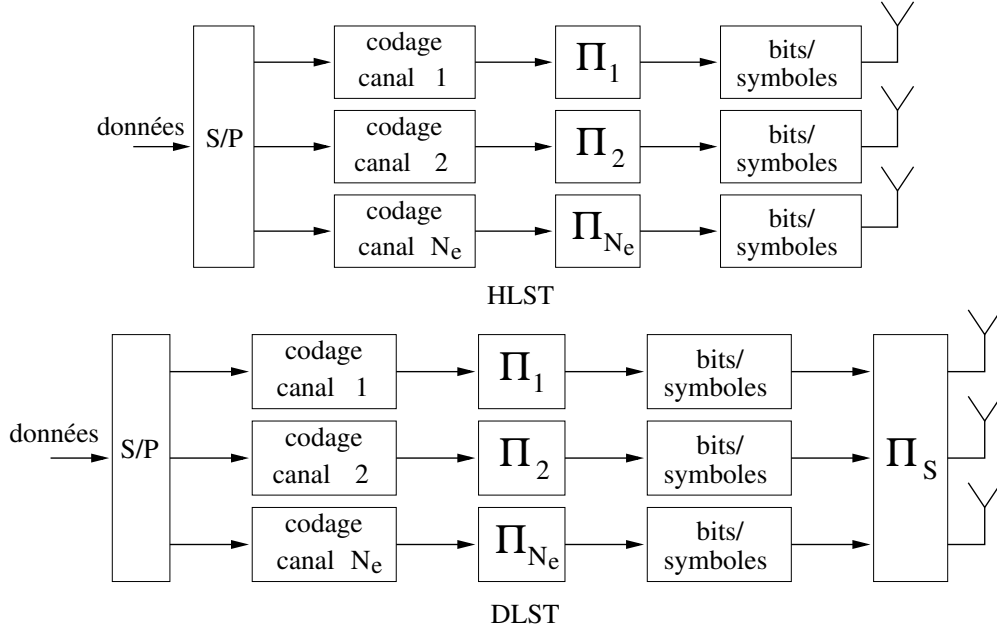 données
S/P
codage
canal 1
Π1
bits/
symboles
codage
canal 2
Π2
bits/
symboles
codage
canal Ne
ΠNe
bits/
symboles
HLST
données
S/P
codage
canal 1
Π1
bits/
symboles
codage
canal 2
Π2
bits/
symboles
codage
canal Ne
ΠNe
bits/
symboles
ΠS
DLST